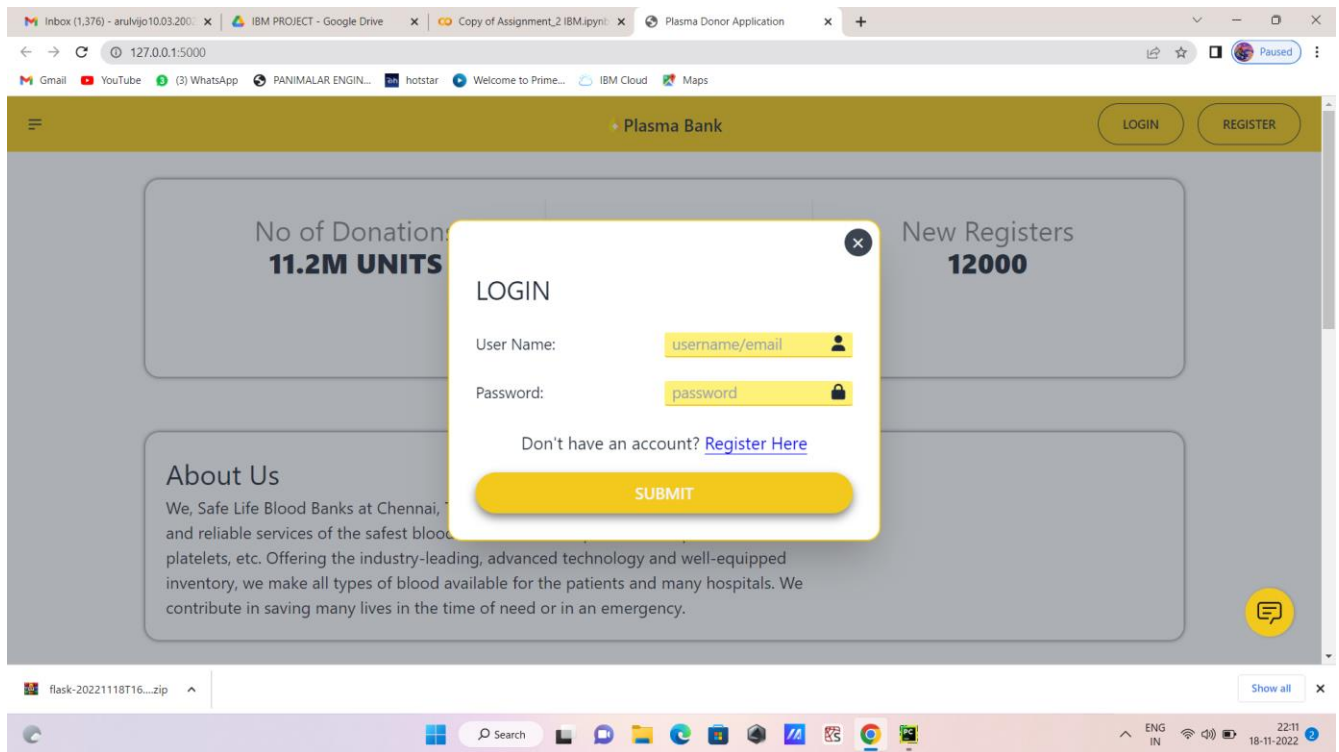 Inbox (1,376) - arulvijo10.03.200
IBM PROJECT - Google Drive
Copy of Assignment_2 IBM.ipynb
Plasma Donor Application
127.0.0.1:5000
Paused
Gmail
YouTube
(3) WhatsApp
PANIMALAR ENGIN...
hotstar
Welcome to Prime...
IBM Cloud
Maps
Plasma Bank
LOGIN
REGISTER
No of Donations
11.2M UNITS
New Registers
12000
LOGIN
User Name:
username/email
Password:
password
Don't have an account? Register Here
SUBMIT
About Us
We, Safe Life Blood Banks at Chennai,
and reliable services of the safest blood
platelets, etc. Offering the industry-leading, advanced technology and well-equipped
inventory, we make all types of blood available for the patients and many hospitals. We
contribute in saving many lives in the time of need or in an emergency.
flask-20221118T16....zip
Show all
Search
ENG
IN
22:11
18-11-2022
2